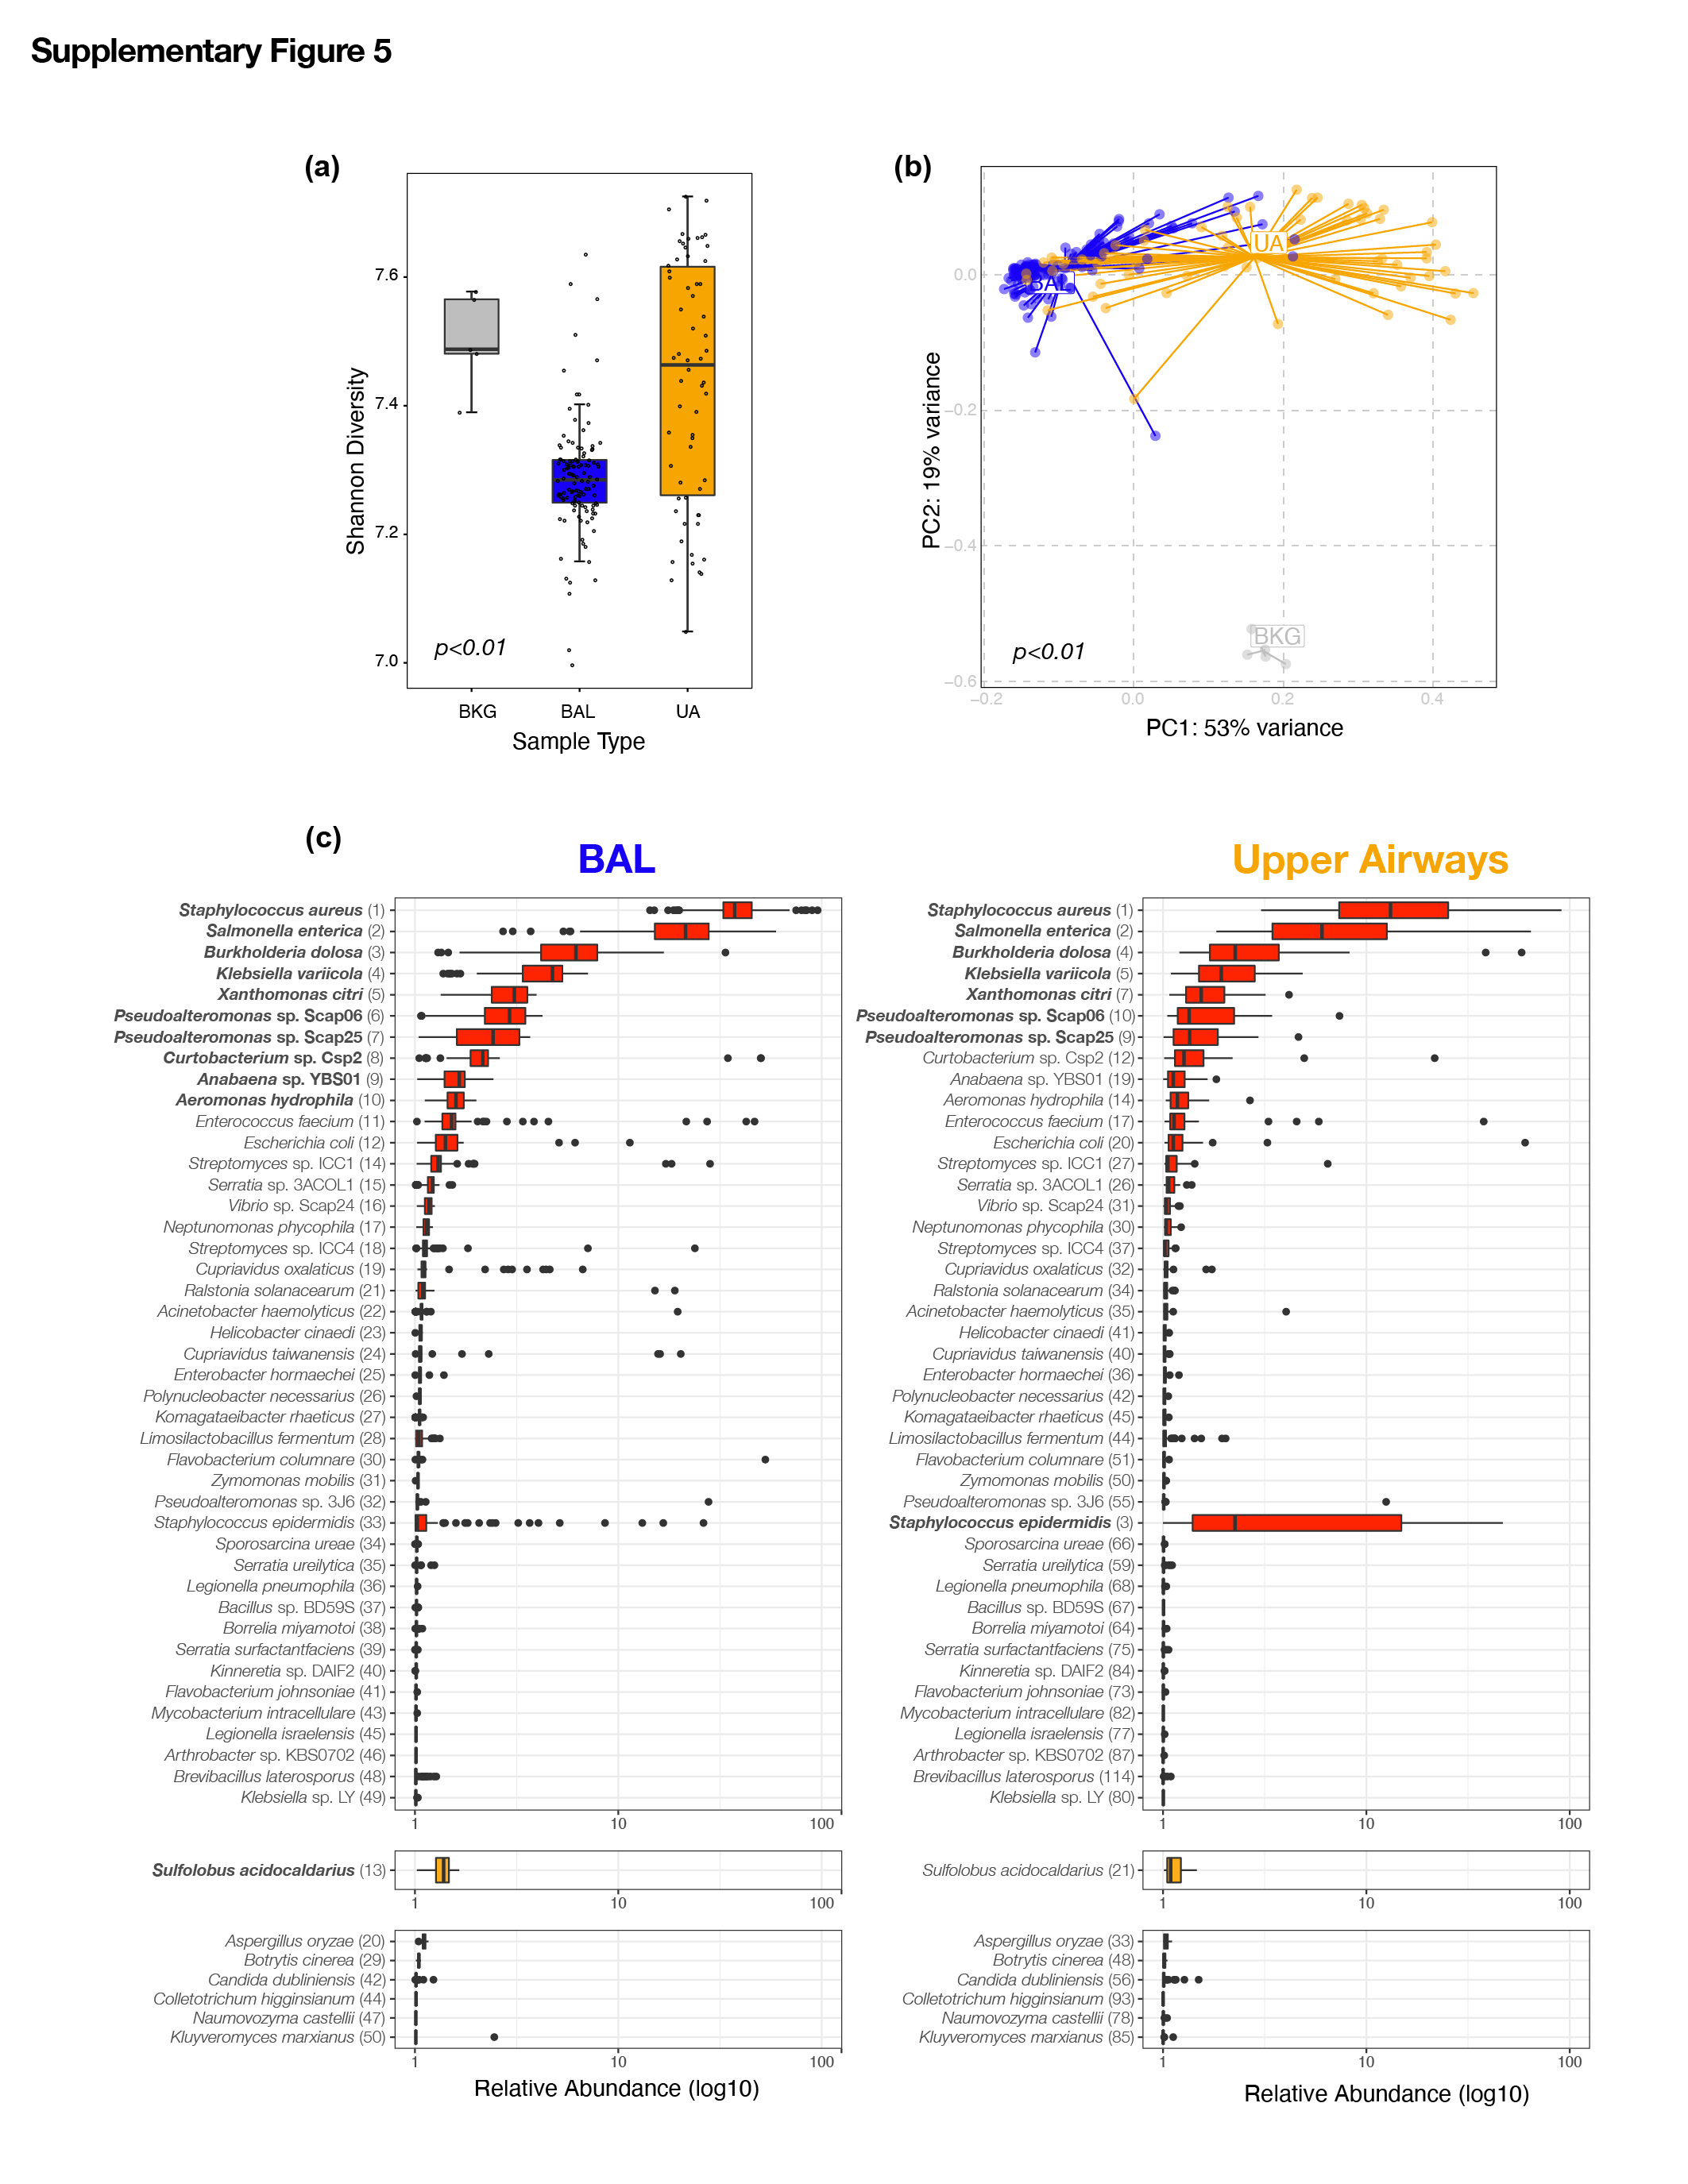 Supplementary Figure 5
(a)
7.6
7.4
7.2
7.0
Shannon Diversity
p<0.01
BKG
BAL
UA
Sample Type
(b)
UA
BAL
BKG
0.0
−0.2
−0.4
−0.6
PC2: 19% variance
p<0.01
−0.2
0.0
0.2
0.4
PC1: 53% variance
(c)
BAL
Staphylococcus aureus (1)
Salmonella enterica (2)
Burkholderia dolosa (3)
Klebsiella variicola (4)
Xanthomonas citri (5)
Pseudoalteromonas sp. Scap06 (6)
Pseudoalteromonas sp. Scap25 (7)
Curtobacterium sp. Csp2 (8)
Anabaena sp. YBS01 (9)
Aeromonas hydrophila (10)
Enterococcus faecium (11)
Escherichia coli (12)
Streptomyces sp. ICC1 (14)
Serratia sp. 3ACOL1 (15)
Vibrio sp. Scap24 (16)
Neptunomonas phycophila (17)
Streptomyces sp. ICC4 (18)
Cupriavidus oxalaticus (19)
Ralstonia solanacearum (21)
Acinetobacter haemolyticus (22)
Helicobacter cinaedi (23)
Cupriavidus taiwanensis (24)
Enterobacter hormaechei (25)
Polynucleobacter necessarius (26)
Komagataeibacter rhaeticus (27)
Limosilactobacillus fermentum (28)
Flavobacterium columnare (30)
Zymomonas mobilis (31)
Pseudoalteromonas sp. 3J6 (32)
Staphylococcus epidermidis (33)
Sporosarcina ureae (34)
Serratia ureilytica (35)
Legionella pneumophila (36)
Bacillus sp. BD59S (37)
Borrelia miyamotoi (38)
Serratia surfactantfaciens (39)
Kinneretia sp. DAIF2 (40)
Flavobacterium johnsoniae (41)
Mycobacterium intracellulare (43)
Legionella israelensis (45)
Arthrobacter sp. KBS0702 (46)
Brevibacillus laterosporus (48)
Klebsiella sp. LY (49)
1 10 100
Sulfolobus acidocaldarius (13)
1 10 100
Aspergillus oryzae (20)
Botrytis cinerea (29)
Candida dubliniensis (42)
Colletotrichum higginsianum (44)
Naumovozyma castellii (47)
Kluyveromyces marxianus (50)
1 10 100
Relative Abundance (log10)
Upper Airways
Staphylococcus aureus (1)
Salmonella enterica (2)
Burkholderia dolosa (4)
Klebsiella variicola (5)
Xanthomonas citri (7)
Pseudoalteromonas sp. Scap06 (10)
Pseudoalteromonas sp. Scap25 (9)
Curtobacterium sp. Csp2 (12)
Anabaena sp. YBS01 (19)
Aeromonas hydrophila (14)
Enterococcus faecium (17)
Escherichia coli (20)
Streptomyces sp. ICC1 (27)
Serratia sp. 3ACOL1 (26)
Vibrio sp. Scap24 (31)
Neptunomonas phycophila (30)
Streptomyces sp. ICC4 (37)
Cupriavidus oxalaticus (32)
Ralstonia solanacearum (34)
Acinetobacter haemolyticus (35)
Helicobacter cinaedi (41)
Cupriavidus taiwanensis (40)
Enterobacter hormaechei (36)
Polynucleobacter necessarius (42)
Komagataeibacter rhaeticus (45)
Limosilactobacillus fermentum (44)
Flavobacterium columnare (51)
Zymomonas mobilis (50)
Pseudoalteromonas sp. 3J6 (55)
Staphylococcus epidermidis (3)
Sporosarcina ureae (66)
Serratia ureilytica (59)
Legionella pneumophila (68)
Bacillus sp. BD59S (67)
Borrelia miyamotoi (64)
Serratia surfactantfaciens (75)
Kinneretia sp. DAIF2 (84)
Flavobacterium johnsoniae (73)
Mycobacterium intracellulare (82)
Legionella israelensis (77)
Arthrobacter sp. KBS0702 (87)
Brevibacillus laterosporus (114)
Klebsiella sp. LY (80)
1 10 100
Sulfolobus acidocaldarius (21)
1 10 100
Aspergillus oryzae (33)
Botrytis cinerea (48)
Candida dubliniensis (56)
Colletotrichum higginsianum (93)
Naumovozyma castellii (78)
Kluyveromyces marxianus (85)
1 10 100
Relative Abundance (log10)